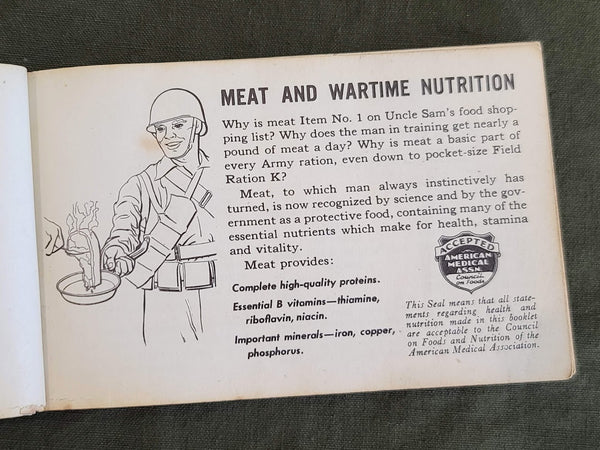 MEAT AND WARTIME NUTRITION
Why is meat Item No. 1 on Uncle Sam's food shop-
ping list? Why does the man in training get nearly a
pound of meat a day? Why is meat a basic part of
every Army ration, even down to pocket-size Field
Ration K?
Meat, to which man always instinctively has
turned, is now recognized by science and by the gov-
ernment as a protective food, containing many of the
essential nutrients which make for health, stamina
and vitality.
Meat provides:
Complete high-quality proteins.
Essential B vitamins—thiamine,
riboflavin, niacin.
Important minerals—iron, copper,
phosphorus.
ACCEPTED
AMERICAN
MEDICAL
ASSN.
Council
on Foods
This Seal means that all state-
ments regarding health and
nutrition made in this booklet
are acceptable to the Council
on Foods and Nutrition of the
American Medical Association.